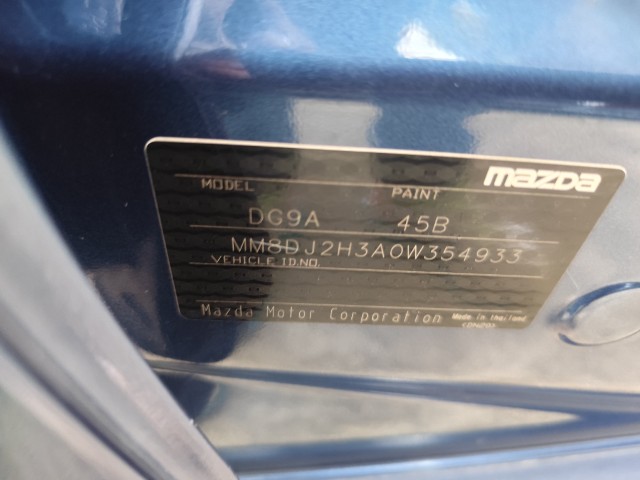 mazda
MODEL PAINT
DG9A 45B
MM8DJ2H3A0W354933
VEHICLE ID.NO.
Mazda Motor Corporation Made in Thailand